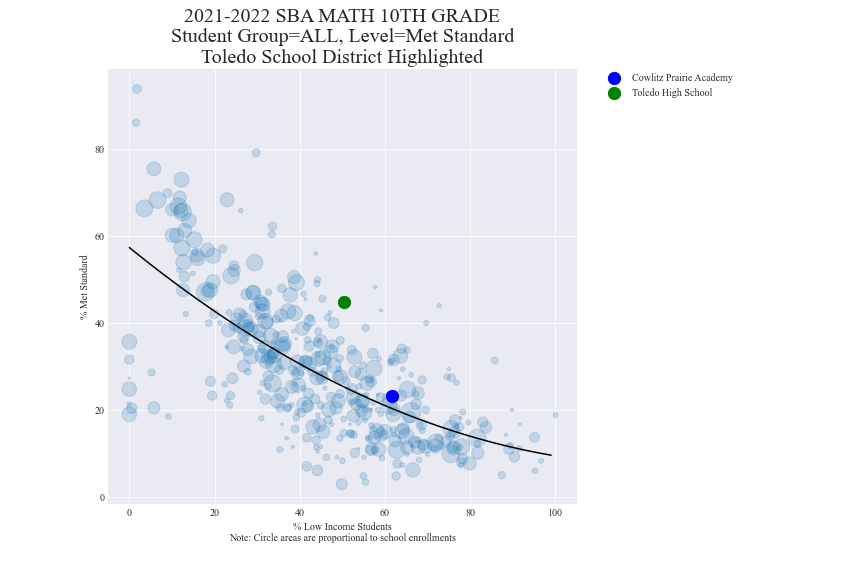 2021-2022 SBA MATH 10TH GRADE
Student Group=ALL, Level=Met Standard
Toledo School District Highlighted
Cowlitz Prairie Academy
Toledo High School
80
60
40
20
0
% Met Standard
0 20 40 60 80 100
% Low Income Students
Note: Circle areas are proportional to school enrollments